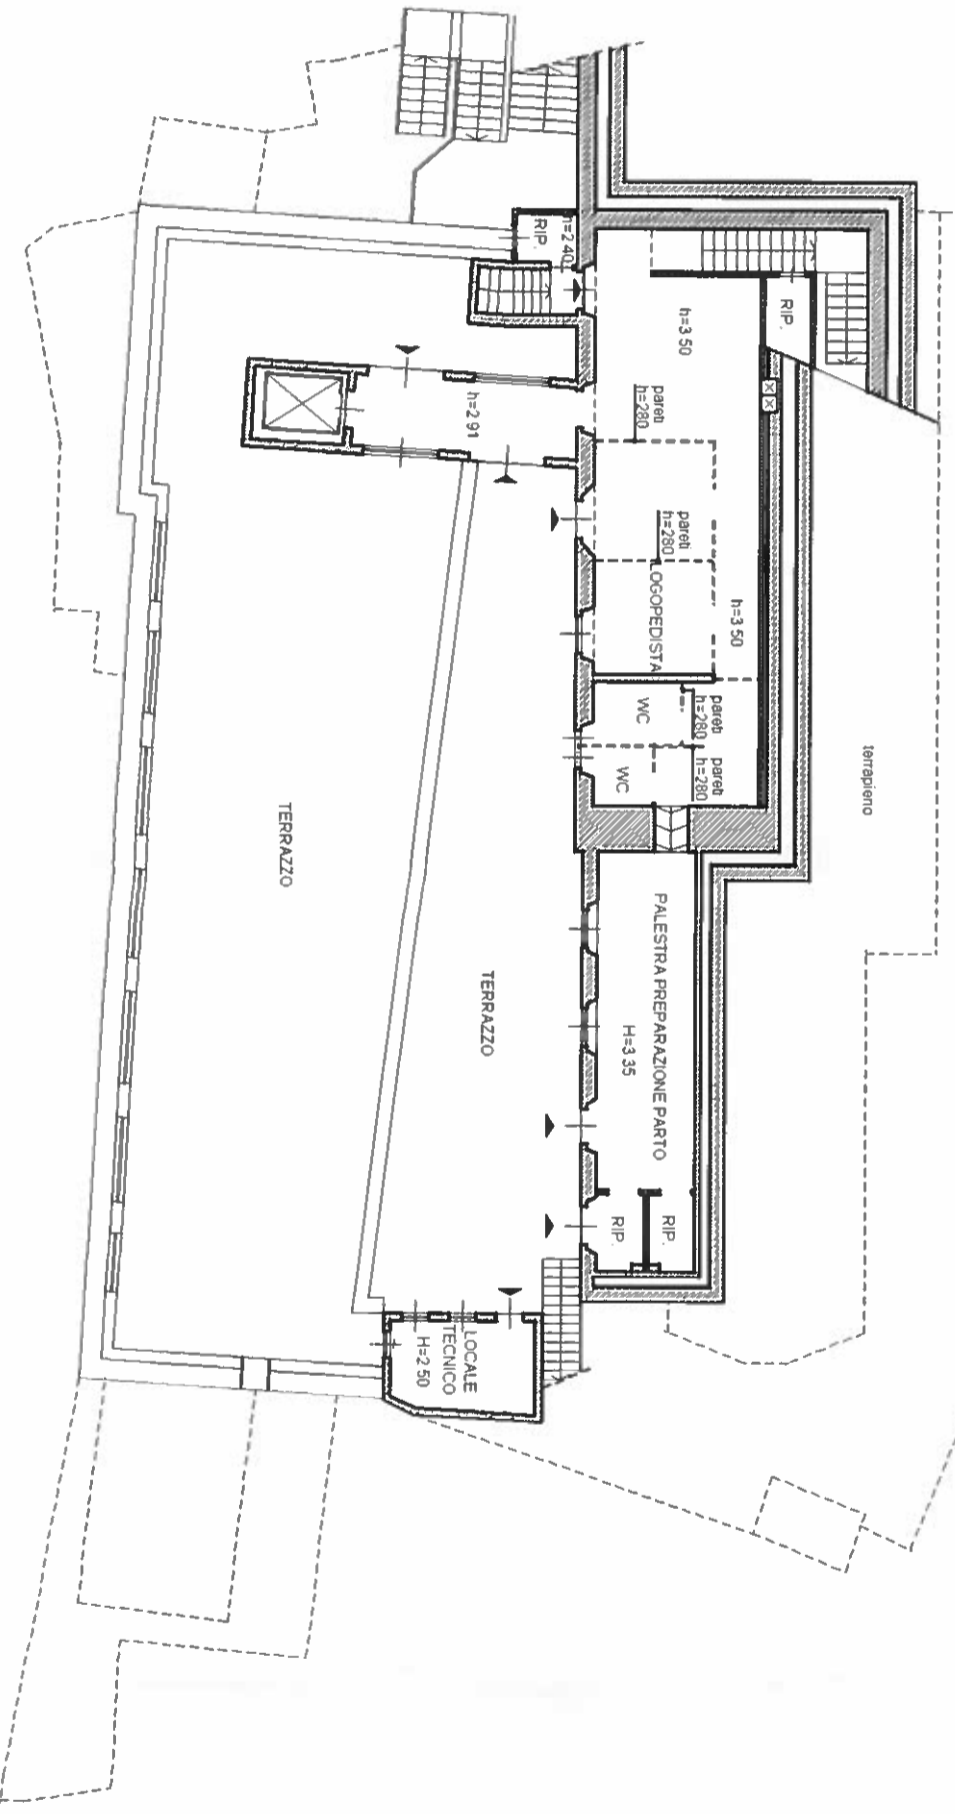 RIP.
h=2 40
RIP.
h=3 50
pareti
h=280
h=2 91
pareti
h=280
LOGOPEDISTA
h=3 50
WC
pareti
h=280
WC
pareti
h=280
terrapieno
TERRAZZO
TERRAZZO
PALESTRA PREPARAZIONE PARTO
H=3 35
RIP.
RIP.
LOCALE
TECNICO
H=2 50